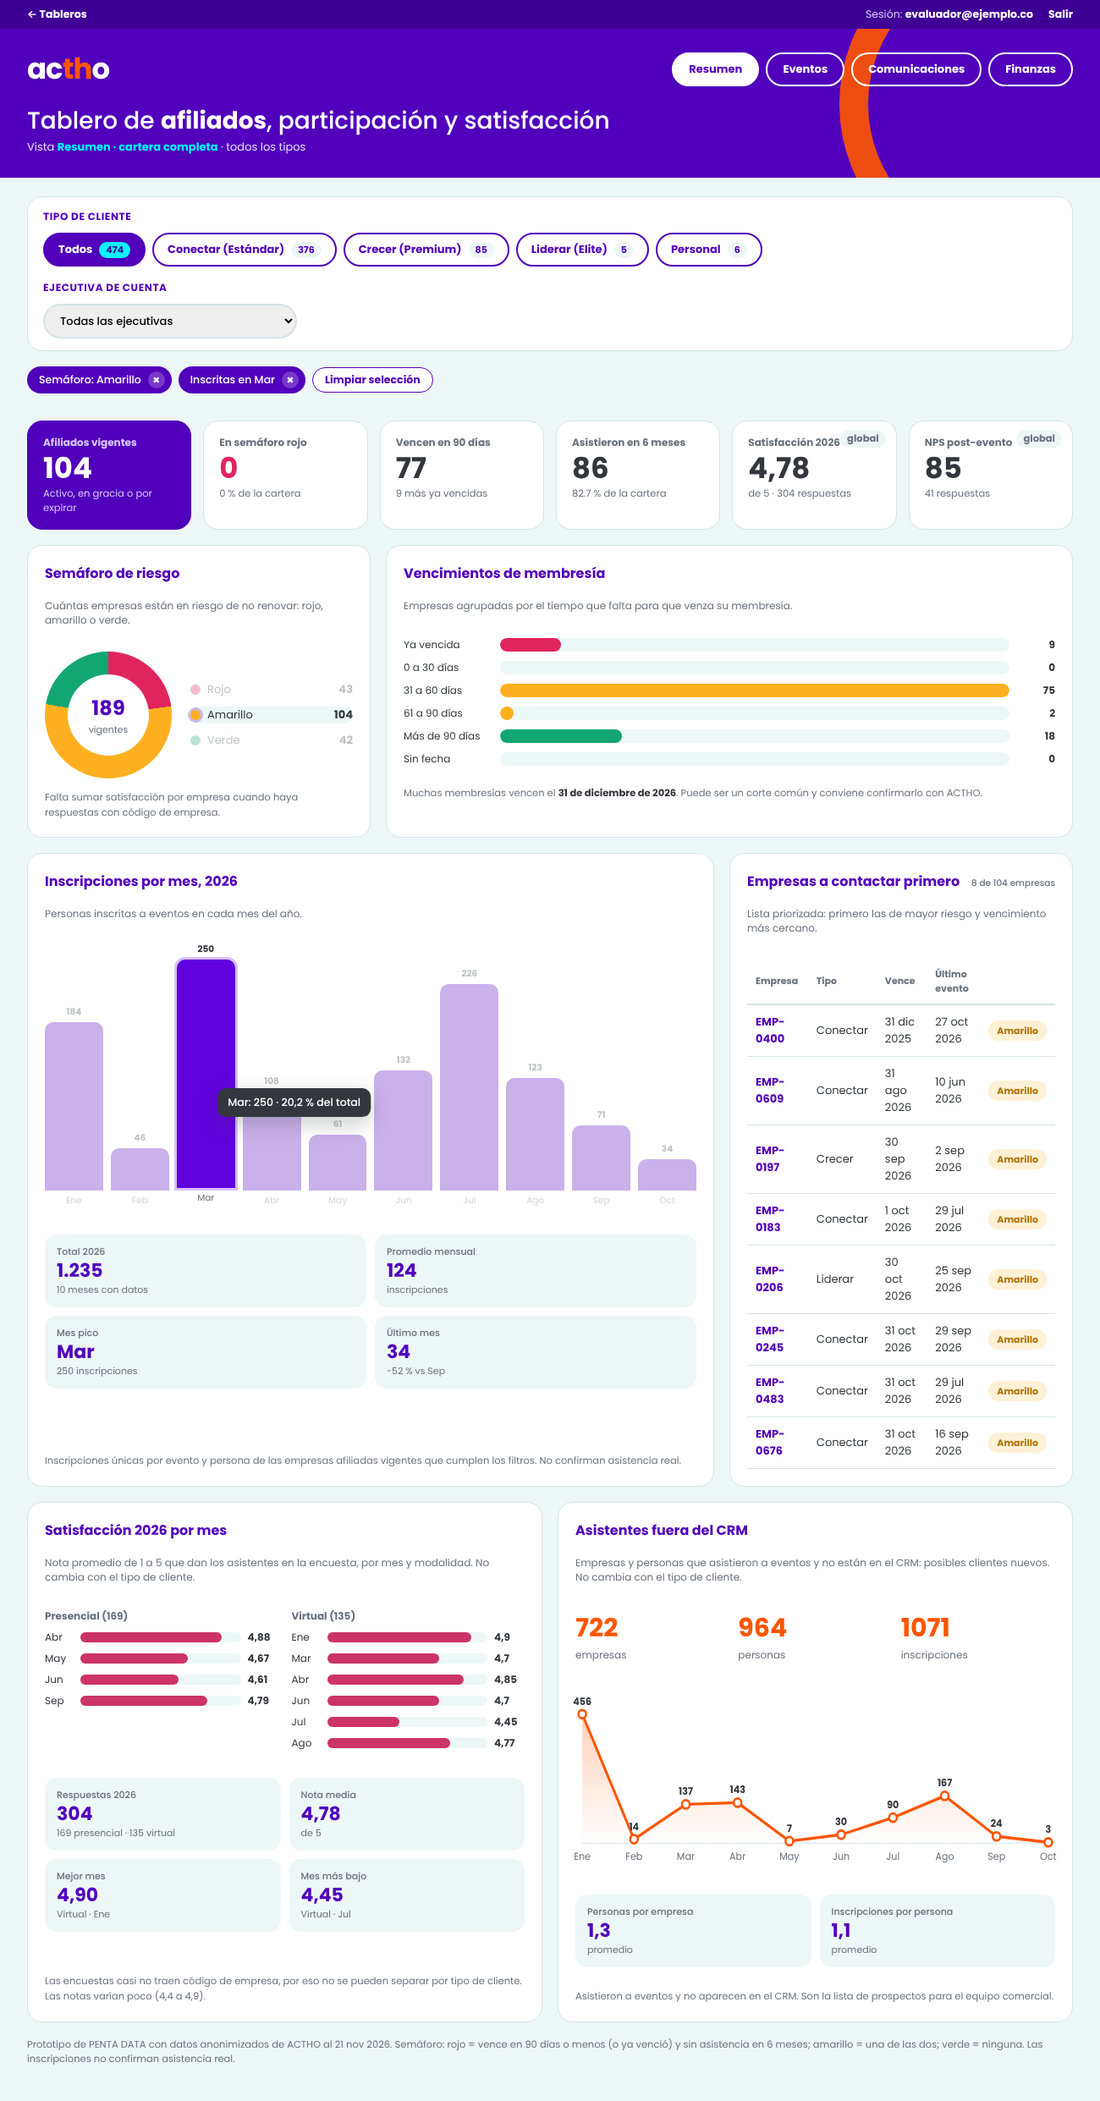 ← Tableros
Sesión: evaluador@ejemplo.co Salir
actho
Resumen Eventos Comunicaciones Finanzas
Tablero de afiliados, participación y satisfacción
Vista Resumen · cartera completa · todos los tipos
TIPO DE CLIENTE
Todos 474 Conectar (Estándar) 376 Crecer (Premium) 85 Liderar (Elite) 5 Personal 6
EJECUTIVA DE CUENTA
Todas las ejecutivas
Semáforo: Amarillo × Inscritas en Mar × Limpiar selección
Afiliados vigentes
104
Activo, en gracia o por
expirar
En semáforo rojo
0
0 % de la cartera
Vencen en 90 días
77
9 más ya vencidas
Asistieron en 6 meses
86
82.7 % de la cartera
Satisfacción 2026 global
4,78
de 5 · 304 respuestas
NPS post-evento global
85
41 respuestas
Semáforo de riesgo
Cuántas empresas están en riesgo de no renovar: rojo,
amarillo o verde.
189
vigentes
Rojo 43
Amarillo 104
Verde 42
Falta sumar satisfacción por empresa cuando haya
respuestas con código de empresa.
Vencimientos de membresía
Empresas agrupadas por el tiempo que falta para que venza su membresía.
Ya vencida 9
0 a 30 días 0
31 a 60 días 75
61 a 90 días 2
Más de 90 días 18
Sin fecha 0
Muchas membresías vencen el 31 de diciembre de 2026. Puede ser un corte común y conviene confirmarlo con ACTHO.
Inscripciones por mes, 2026
Personas inscritas a eventos en cada mes del año.
184 46 250 108 61 132 226 123 71 34
Mar: 250 · 20,2 % del total
Ene Feb Mar Abr May Jun Jul Ago Sep Oct
Total 2026
1.235
10 meses con datos
Promedio mensual
124
inscripciones
Mes pico
Mar
250 inscripciones
Último mes
34
-52 % vs Sep
Inscripciones únicas por evento y persona de las empresas afiliadas vigentes que cumplen los filtros. No confirman asistencia real.
Empresas a contactar primero 8 de 104 empresas
Lista priorizada: primero las de mayor riesgo y vencimiento
más cercano.
Empresa Tipo Vence Último evento
EMP-0400 Conectar 31 dic 2025 27 oct 2026 Amarillo
EMP-0609 Conectar 31 ago 2026 10 jun 2026 Amarillo
EMP-0197 Crecer 30 sep 2026 2 sep 2026 Amarillo
EMP-0183 Conectar 1 oct 2026 29 jul 2026 Amarillo
EMP-0206 Liderar 30 oct 2026 25 sep 2026 Amarillo
EMP-0245 Conectar 31 oct 2026 29 sep 2026 Amarillo
EMP-0483 Conectar 31 oct 2026 29 jul 2026 Amarillo
EMP-0676 Conectar 31 oct 2026 16 sep 2026 Amarillo
Satisfacción 2026 por mes
Nota promedio de 1 a 5 que dan los asistentes en la encuesta, por mes y modalidad. No
cambia con el tipo de cliente.
Presencial (169)
Abr 4,88
May 4,67
Jun 4,61
Sep 4,79
Virtual (135)
Ene 4,9
Mar 4,7
Abr 4,85
Jun 4,7
Jul 4,45
Ago 4,77
Respuestas 2026
304
169 presencial · 135 virtual
Nota media
4,78
de 5
Mejor mes
4,90
Virtual · Ene
Mes más bajo
4,45
Virtual · Jul
Las encuestas casi no traen código de empresa, por eso no se pueden separar por tipo de cliente.
Las notas varían poco (4,4 a 4,9).
Asistentes fuera del CRM
Empresas y personas que asistieron a eventos y no están en el CRM: posibles clientes nuevos.
No cambia con el tipo de cliente.
722
empresas
964
personas
1071
inscripciones
456 14 137 143 7 30 90 167 24 3
Ene Feb Mar Abr May Jun Jul Ago Sep Oct
Personas por empresa
1,3
promedio
Inscripciones por persona
1,1
promedio
Asistieron a eventos y no aparecen en el CRM. Son la lista de prospectos para el equipo comercial.
Prototipo de PENTA DATA con datos anonimizados de ACTHO al 21 nov 2026. Semáforo: rojo = vence en 90 días o menos (o ya venció) y sin asistencia en 6 meses; amarillo = una de las dos; verde = ninguna. Las
inscripciones no confirman asistencia real.